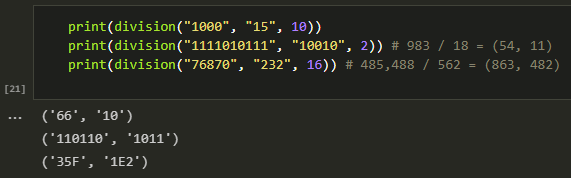 print(division("1000", "15", 10))
print(division("1111010111", "10010", 2)) # 983 / 18 = (54, 11)
print(division("76870", "232", 16)) # 485,488 / 562 = (863, 482)
[21]
... ('66', '10')
('110110', '1011')
('35F', '1E2')